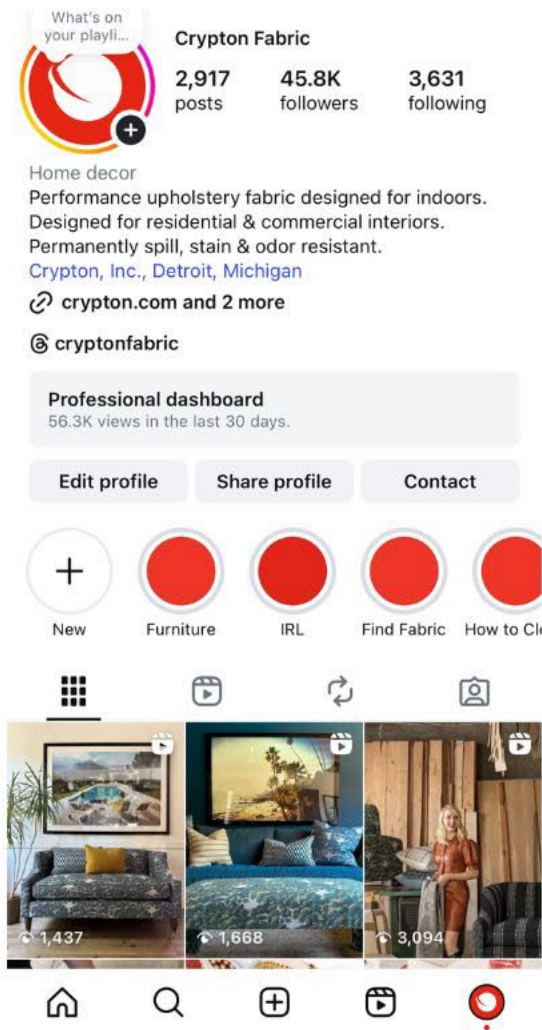 What's on
your playli...
Crypton Fabric
2,917 45.8K 3,631
posts followers following
Home decor
Performance upholstery fabric designed for indoors.
Designed for residential & commercial interiors.
Permanently spill, stain & odor resistant.
Crypton, Inc., Detroit, Michigan
crypton.com and 2 more
cryptonfabric
Professional dashboard
56.3K views in the last 30 days.
Edit profile Share profile Contact
New Furniture IRL Find Fabric How to Cl
1,437 1,668 3,094